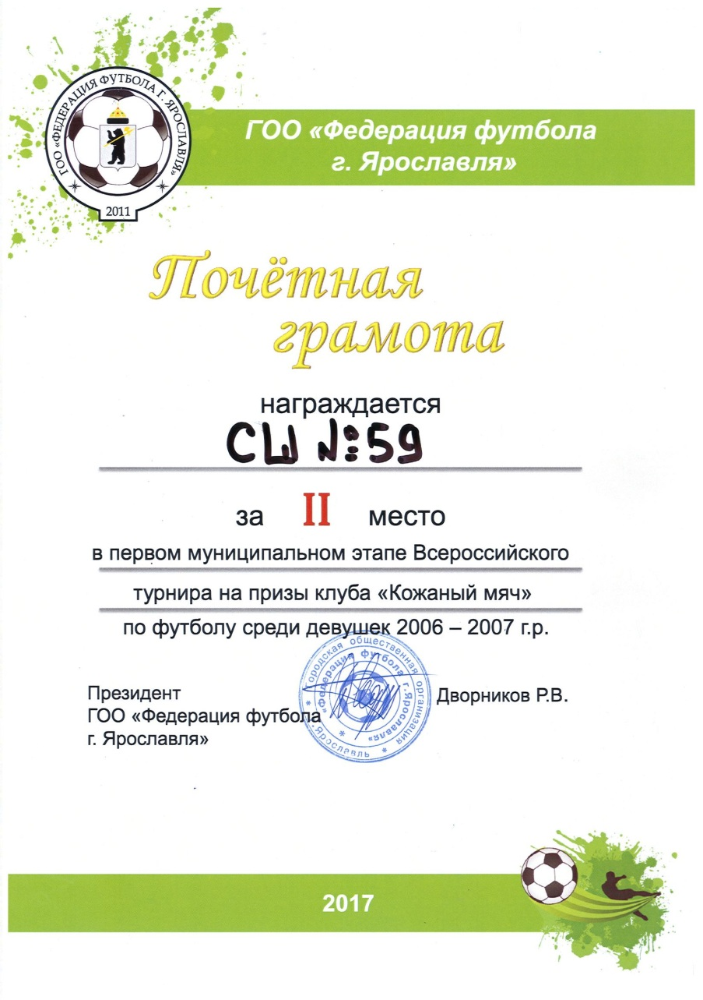 ГОО «ФЕДЕРАЦИЯ ФУТБОЛА Г. ЯРОСЛАВЛЯ»
2011
ГОО «Федерация футбола
г. Ярославля»
Почётная
грамота
награждается
СШ №59
за II место
в первом муниципальном этапе Всероссийского
турнира на призы клуба «Кожаный мяч»
по футболу среди девушек 2006 – 2007 г.р.
Президент
ГОО «Федерация футбола
г. Ярославля»
Дворников Р.В.
* Городская общественная организация * г.Ярославль
«Федерация футбола г.Ярославля» *
2017